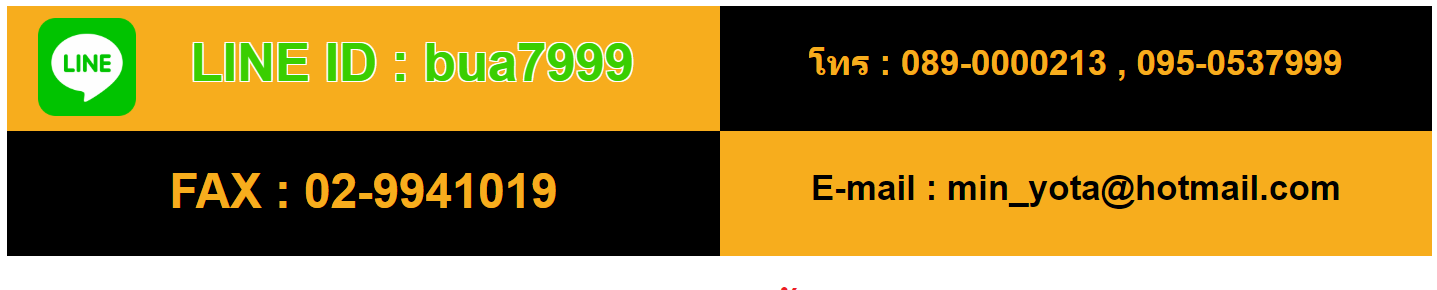 LINE
LINE ID : bua7999
โทร : 089-0000213 , 095-0537999
FAX : 02-9941019
E-mail : min_yota@hotmail.com